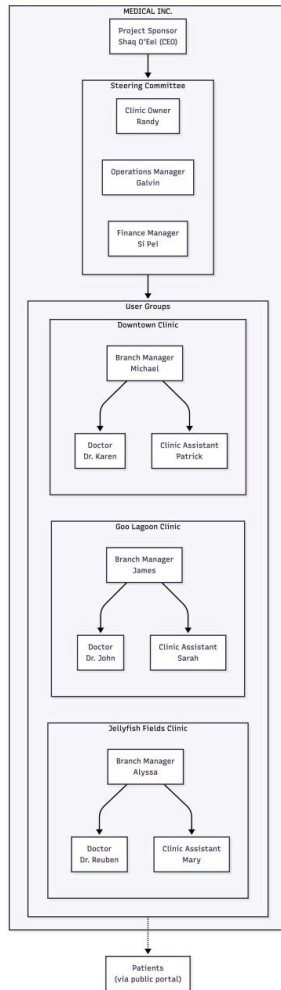 MEDICAL INC.
Project Sponsor
Shaq O'Eel (CEO)
Steering Committee
Clinic Owner
Randy
Operations Manager
Galvin
Finance Manager
Si Pei
User Groups
Downtown Clinic
Branch Manager
Michael
Doctor
Dr. Karen
Clinic Assistant
Patrick
Goo Lagoon Clinic
Branch Manager
James
Doctor
Dr. John
Clinic Assistant
Sarah
Jellyfish Fields Clinic
Branch Manager
Alyssa
Doctor
Dr. Reuben
Clinic Assistant
Mary
Patients
(via public portal)